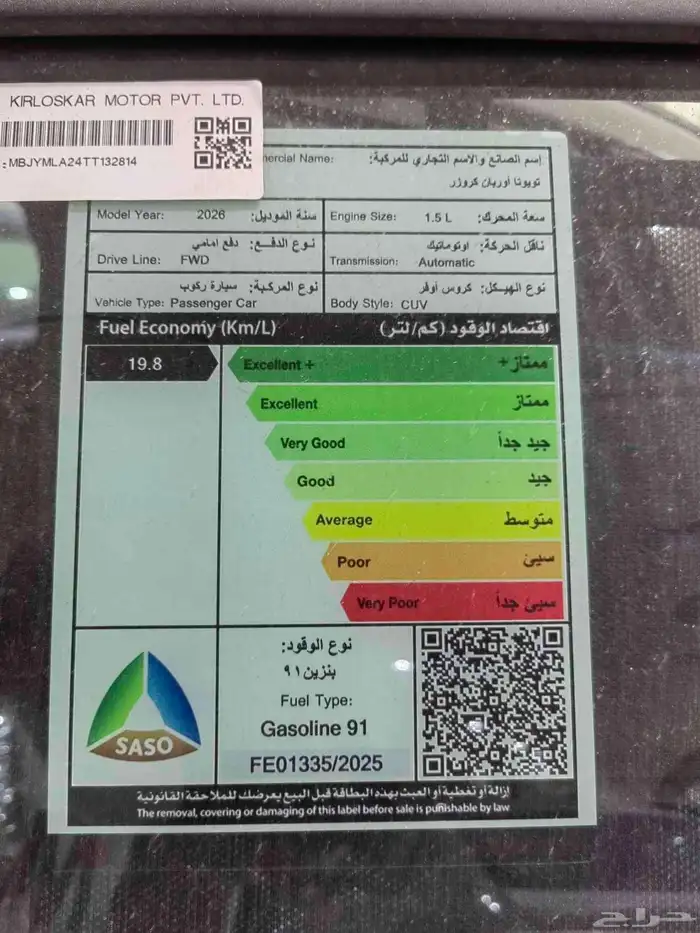 KIRLOSKAR MOTOR PVT. LTD.
:MBJYMLA24TT132814
إسم الصانع والاسم التجاري للمركبة:
Name:
تويوتا أوربان كروزر
Model Year: 2026 سنة الموديل:
Engine Size: 1.5 L سعة المحرك:
نوع الدفع: دفع امامي
Drive Line: FWD
ناقل الحركة: اوتوماتيك
Transmission: Automatic
نوع المركبة: سيارة ركوب
Vehicle Type: Passenger Car
نوع الهيكل: كروس أوفر
Body Style: CUV
Fuel Economy (Km/L) اقتصاد الوقود (كم/لتر)
19.8
Excellent + ممتاز+
Excellent ممتاز
Very Good جيد جداً
Good جيد
Average متوسط
Poor سيئ
Very Poor سيئ جداً
نوع الوقود:
بنزين ٩١
Fuel Type:
Gasoline 91
FE01335/2025
SASO
إزالة أو تغطية أو العبث بهذه البطاقة قبل البيع يعرضك للملاحقة القانونية
The removal, covering or damaging of this label before sale is punishable by law
حراج